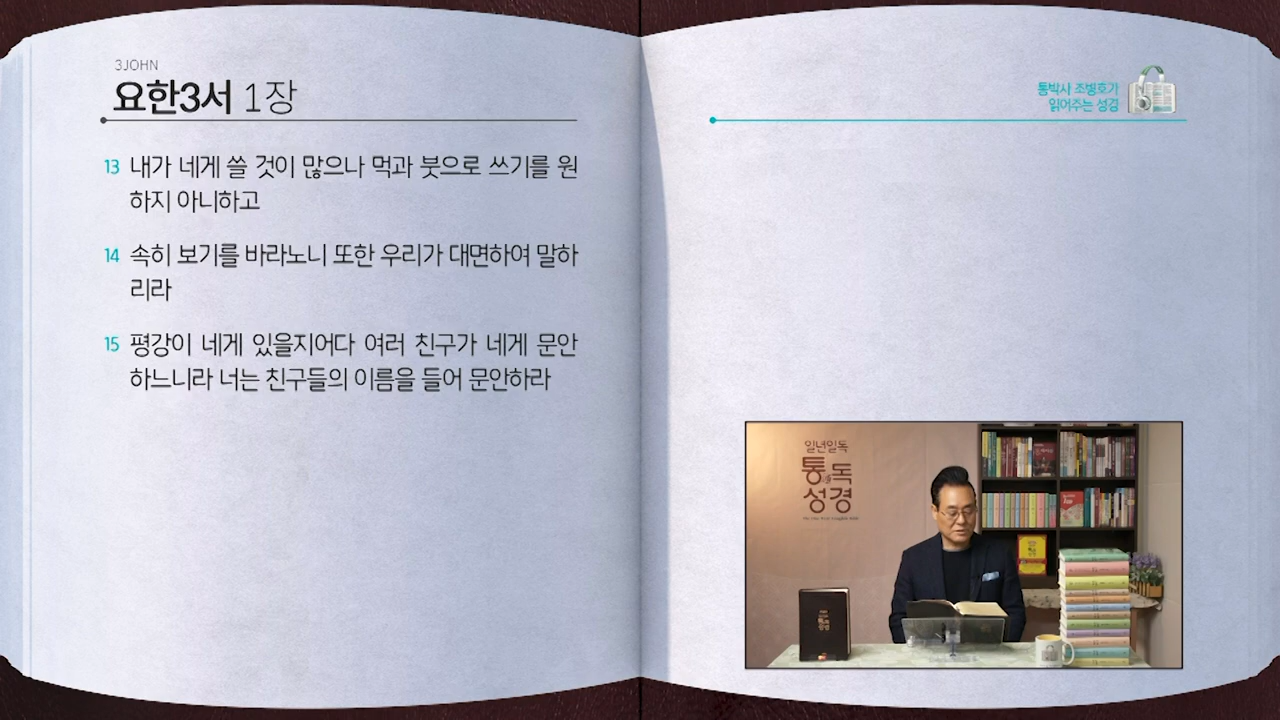 3JOHN
요한3서 1장
13 내가 네게 쓸 것이 많으나 먹과 붓으로 쓰기를 원
하지 아니하고
14 속히 보기를 바라노니 또한 우리가 대면하여 말하
리라
15 평강이 네게 있을지어다 여러 친구가 네게 문안
하느니라 너는 친구들의 이름을 들어 문안하라
통박사 조병호가
읽어주는 성경
일년일독
통독
성경